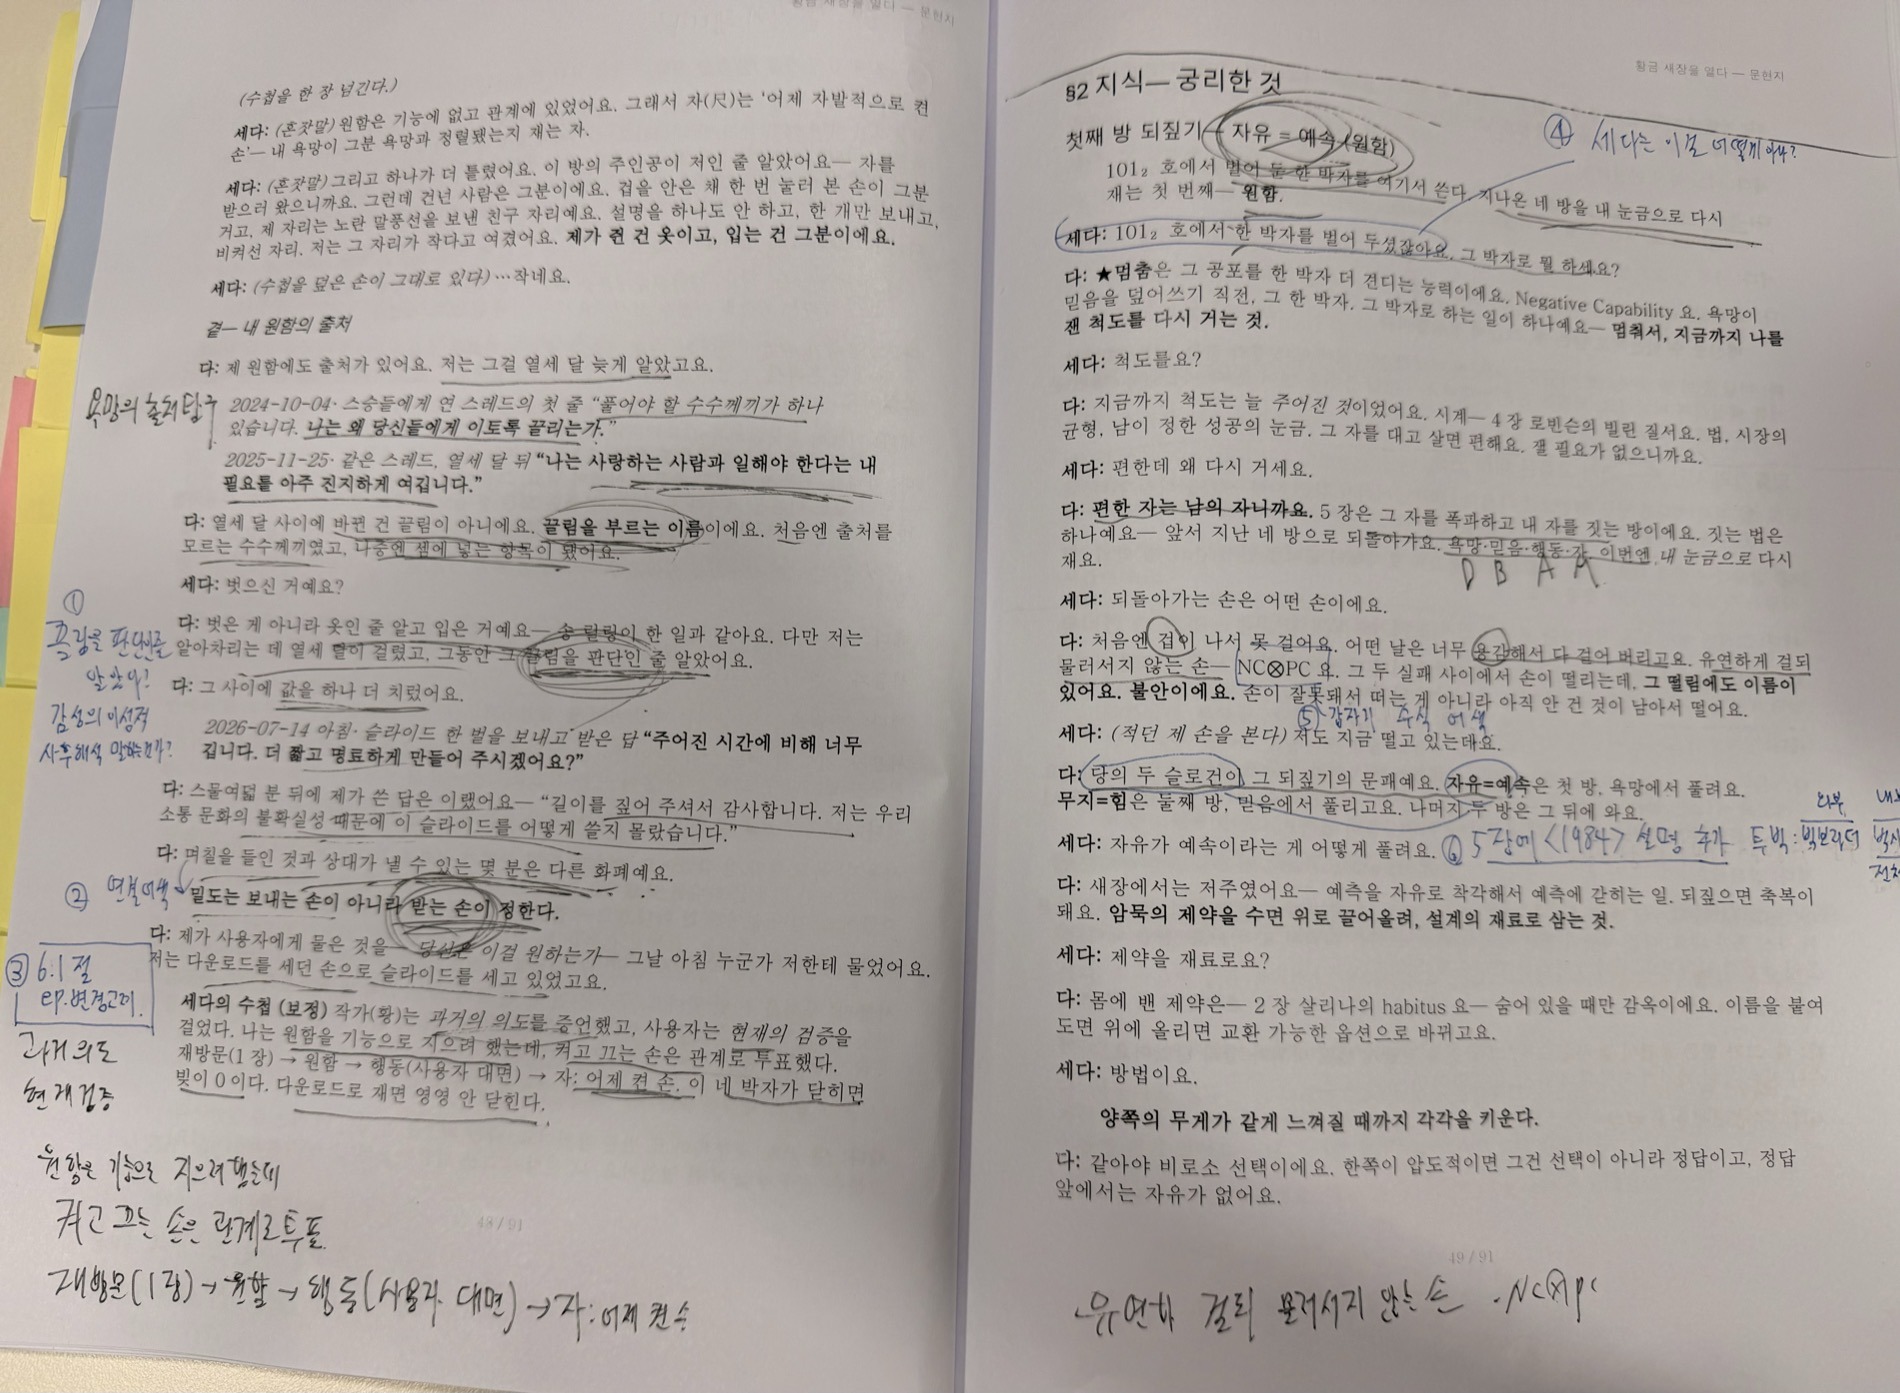 황금 새장을 열다 — 문현지
(수첩을 한 장 넘긴다.)
세다: (혼잣말) 원함은 기능에 없고 관계에 있었어요. 그래서 자(尺)는 '어제 자발적으로 켠
손'— 내 욕망이 그분 욕망과 정렬됐는지 재는 자.
세다: (혼잣말) 그리고 하나가 더 틀렸어요. 이 방의 주인공이 저인 줄 알았어요— 자를
받으러 왔으니까요. 그런데 건넌 사람은 그분이에요. 겁을 안은 채 한 번 눌러 본 손이 그분
거고, 제 자리는 노란 말풍선을 보낸 친구 자리예요. 설명을 하나도 안 하고, 한 개만 보내고,
비켜선 자리. 저는 그 자리가 작다고 여겼어요. 제가 쥔 건 옷이고, 입는 건 그분이에요.
세다: (수첩을 덮은 손이 그대로 있다) …작네요.
곁— 내 원함의 출처
다: 제 원함에도 출처가 있어요. 저는 그걸 열세 달 늦게 알았고요.
욕망의 출처 탐구
2024-10-04· 스승들에게 연 스레드의 첫 줄 “풀어야 할 수수께끼가 하나
있습니다. 나는 왜 당신들에게 이토록 끌리는가.”
2025-11-25· 같은 스레드, 열세 달 뒤 “나는 사랑하는 사람과 일해야 한다는 내
필요를 아주 진지하게 여깁니다.”
다: 열세 달 사이에 바뀐 건 끌림이 아니에요. 끌림을 부르는 이름이에요. 처음엔 출처를
모르는 수수께끼였고, 나중엔 셈에 넣는 항목이 됐어요.
세다: 벗으신 거예요?
다: 벗은 게 아니라 옷인 줄 알고 입은 거예요— 송 털링이 한 일과 같아요. 다만 저는
알아차리는 데 열세 달이 걸렸고, 그동안 그 끌림을 판단인 줄 알았어요.
① 끌림을 판단인줄
알았다?
감성의 이성적
사후해석 말하는건가?
다: 그 사이에 값을 하나 더 치렀어요.
2026-07-14 아침· 슬라이드 한 벌을 보내고 받은 답 “주어진 시간에 비해 너무
깁니다. 더 짧고 명료하게 만들어 주시겠어요?”
다: 스물여덟 분 뒤에 제가 쓴 답은 이랬어요— “길이를 짚어 주셔서 감사합니다. 저는 우리
소통 문화의 불확실성 때문에 이 슬라이드를 어떻게 쓸지 몰랐습니다.”
다: 며칠을 들인 것과 상대가 낼 수 있는 몇 분은 다른 화폐예요.
② 연결어색
밀도는 보내는 손이 아니라 받는 손이 정한다.
다: 제가 사용자에게 물은 것을— 당신은 이걸 원하는가— 그날 아침 누군가 저한테 물었어요.
저는 다운로드를 세던 손으로 슬라이드를 세고 있었고요.
③ 6.1절
ep.변경고려.
세다의 수첩 (보정) 작가(황)는 과거의 의도를 증언했고, 사용자는 현재의 검증을
걸었다. 나는 원함을 기능으로 지으려 했는데, 켜고 끄는 손은 관계로 투표했다.
재방문(1 장) → 원함 → 행동(사용자 대면) → 자: 어제 켠 손. 이 네 박자가 닫히면
빚이 0 이다. 다운로드로 재면 영영 안 닫힌다.
과거 의도
현재 검증
원함은 기능으로 지으려 했는데
켜고 끄는 손은 관계로 투표
재방문(1장) → 원함 → 행동(사용자 대면) → 자: 어제 켠 손
48/91
황금 새장을 열다 — 문현지
§2 지식— 궁리한 것
첫째 방 되짚기— 자유 = 예속 (원함)
④ 세다는 이걸 어떻게 아나?
101₂ 호에서 벌어 둔 한 박자를 여기서 쓴다. 지나온 네 방을 내 눈금으로 다시
재는 첫 번째— 원함.
세다: 101₂ 호에서 한 박자를 벌어 두셨잖아요. 그 박자로 뭘 하세요?
다: ★멈춤은 그 공포를 한 박자 더 견디는 능력이에요. Negative Capability 요. 욕망이
믿음을 덮어쓰기 직전, 그 한 박자. 그 박자로 하는 일이 하나예요— 멈춰서, 지금까지 나를
잰 척도를 다시 거는 것.
세다: 척도를요?
다: 지금까지 척도는 늘 주어진 것이었어요. 시계— 4 장 로빈슨의 빌린 질서요. 법, 시장의
균형, 남이 정한 성공의 눈금. 그 자를 대고 살면 편해요. 잴 필요가 없으니까요.
세다: 편한데 왜 다시 거세요.
다: 편한 자는 남의 자니까요. 5 장은 그 자를 폭파하고 내 자를 짓는 방이에요. 짓는 법은
하나예요— 앞서 지난 네 방으로 되돌아가요. 욕망·믿음·행동·자. 이번엔 내 눈금으로 다시
재요.
D B A A
세다: 되돌아가는 손은 어떤 손이에요.
다: 처음엔 겁이 나서 못 걸어요. 어떤 날은 너무 용감해서 다 걸어 버리고요. 유연하게 걸되
물러서지 않는 손— NC⊗PC 요. 그 두 실패 사이에서 손이 떨리는데, 그 떨림에도 이름이
있어요. 불안이에요. 손이 잘못돼서 떠는 게 아니라 아직 안 건 것이 남아서 떨어요.
⑤ 갑자기 수식 어색
세다: (적던 제 손을 본다) 저도 지금 떨고 있는데요.
다: 당의 두 슬로건이 그 되짚기의 문패예요. 자유=예속은 첫 방, 욕망에서 풀려요.
무지=힘은 둘째 방, 믿음에서 풀리고요. 나머지 두 방은 그 뒤에 와요.
세다: 자유가 예속이라는 게 어떻게 풀려요.
⑥ 5장에 <1984> 설명 추가
투빅: 빅브라더
외부
다: 새장에서는 저주였어요— 예측을 자유로 착각해서 예측에 갇히는 일. 되짚으면 축복이
돼요. 암묵의 제약을 수면 위로 끌어올려, 설계의 재료로 삼는 것.
세다: 제약을 재료로요?
다: 몸에 밴 제약은— 2 장 살리나의 habitus 요— 숨어 있을 때만 감옥이에요. 이름을 붙여
도면 위에 올리면 교환 가능한 옵션으로 바뀌고요.
세다: 방법이요.
양쪽의 무게가 같게 느껴질 때까지 각각을 키운다.
다: 같아야 비로소 선택이에요. 한쪽이 압도적이면 그건 선택이 아니라 정답이고, 정답
앞에서는 자유가 없어요.
49/91
유연하게 걸되 물러서지 않는 손 . NC⊗PC